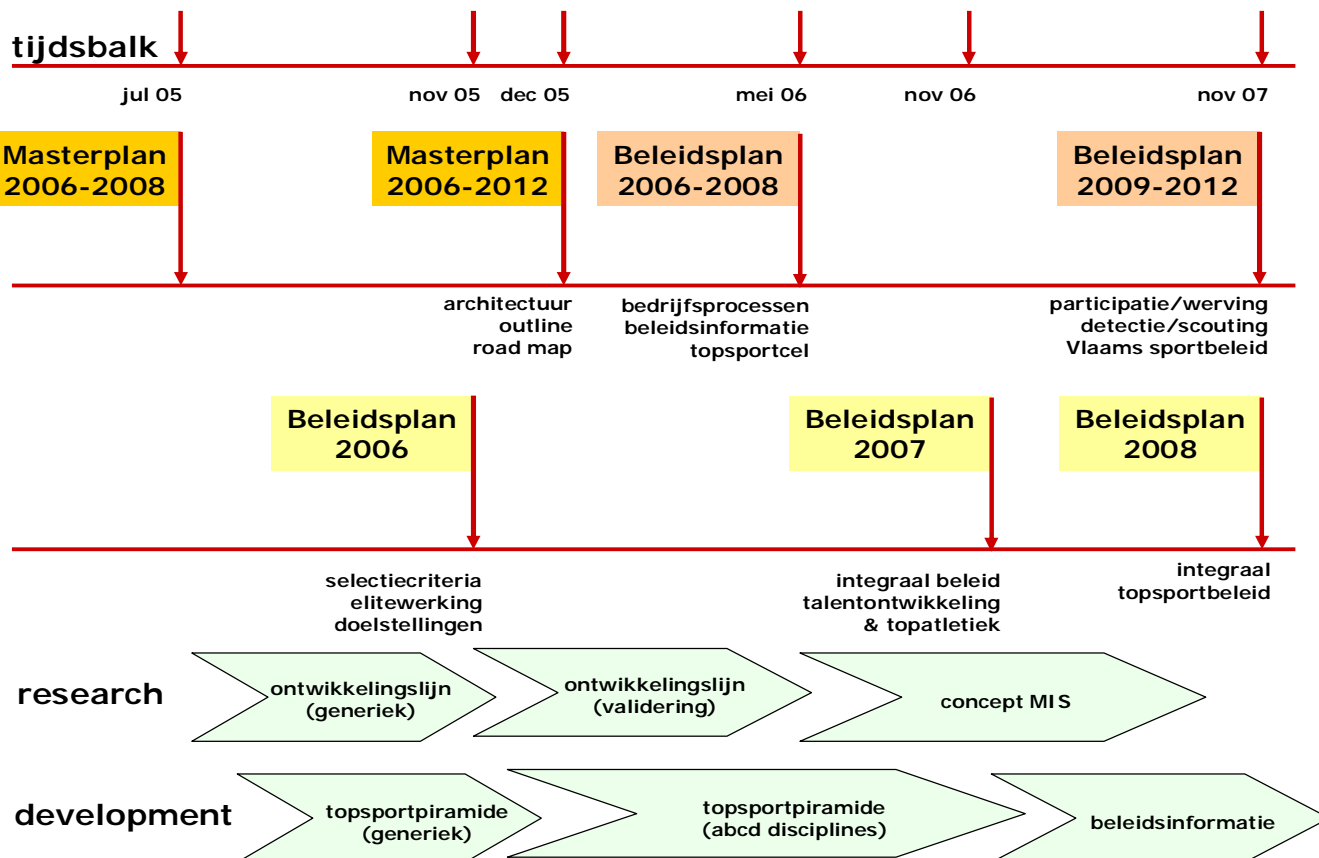 tijdsbalk
jul 05
nov 05
dec 05
mei 06
nov 06
nov 07
Masterplan
2006-2008
Masterplan
2006-2012
Beleidsplan
2006-2008
Beleidsplan
2009-2012
architectuur
outline
road map
bedrijfsprocessen
beleidsinformatie
topsportcel
participatie/werving
detectie/scouting
Vlaams sportbeleid
Beleidsplan
2006
Beleidsplan
2007
Beleidsplan
2008
selectiecriteria
elitewerking
doelstellingen
integraal beleid
talentontwikkeling
& topatletiek
integraal
topsportbeleid
research
ontwikkelingslijn
(generiek)
ontwikkelingslijn
(validering)
concept MIS
development
topsportpiramide
(generiek)
topsportpiramide
(abcd disciplines)
beleidsinformatie